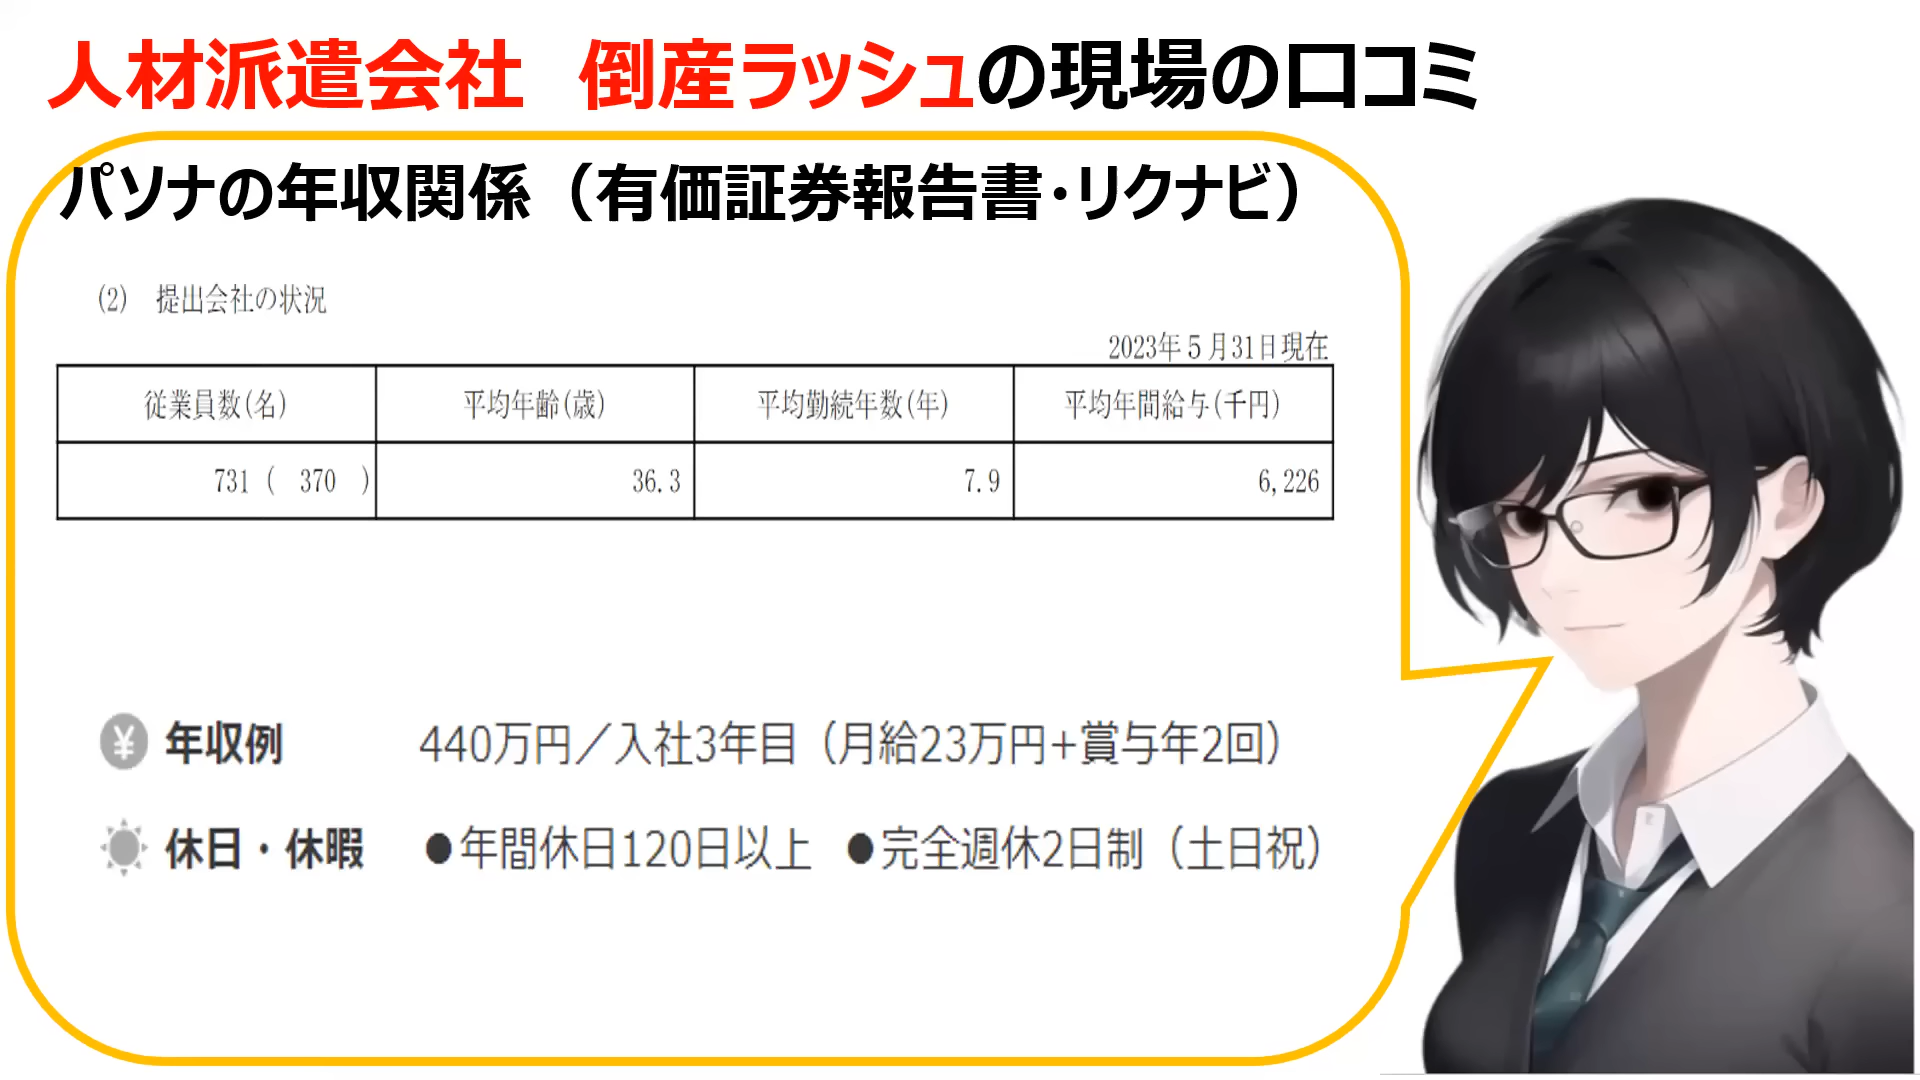 人材派遣会社　倒産ラッシュの現場の口コミ
パソナの年収関係（有価証券報告書・リクナビ）
(2)　提出会社の状況
2023年５月31日現在
従業員数(名)　平均年齢(歳)　平均勤続年数(年)　平均年間給与(千円)
731 (　370　)　36.3　7.9　6,226
¥ 年収例　440万円／入社3年目（月給23万円+賞与年2回）
休日・休暇　●年間休日120日以上　●完全週休2日制（土日祝）